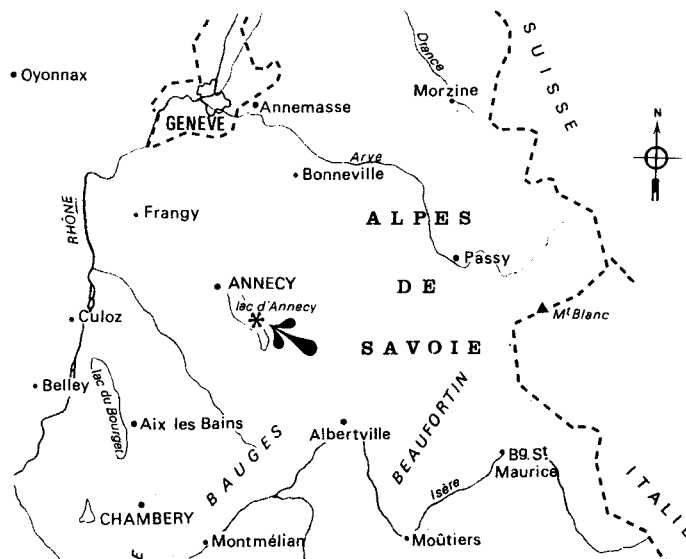 Oyonnax
Drance
SUISSE
Morzine
Annemasse
GENEVE
N
Arve
Bonneville
RHÔNE
Frangy
ALPES
Passy
ANNECY
lac d'Annecy
DE
Culoz
Mt Blanc
SAVOIE
Belley
lac du Bourget
Aix les Bains
Albertville
BEAUFORTIN
BAUGES
B9. St.
Maurice
Isère
ITALIE
CHAMBERY
Montmélian
Moûtiers